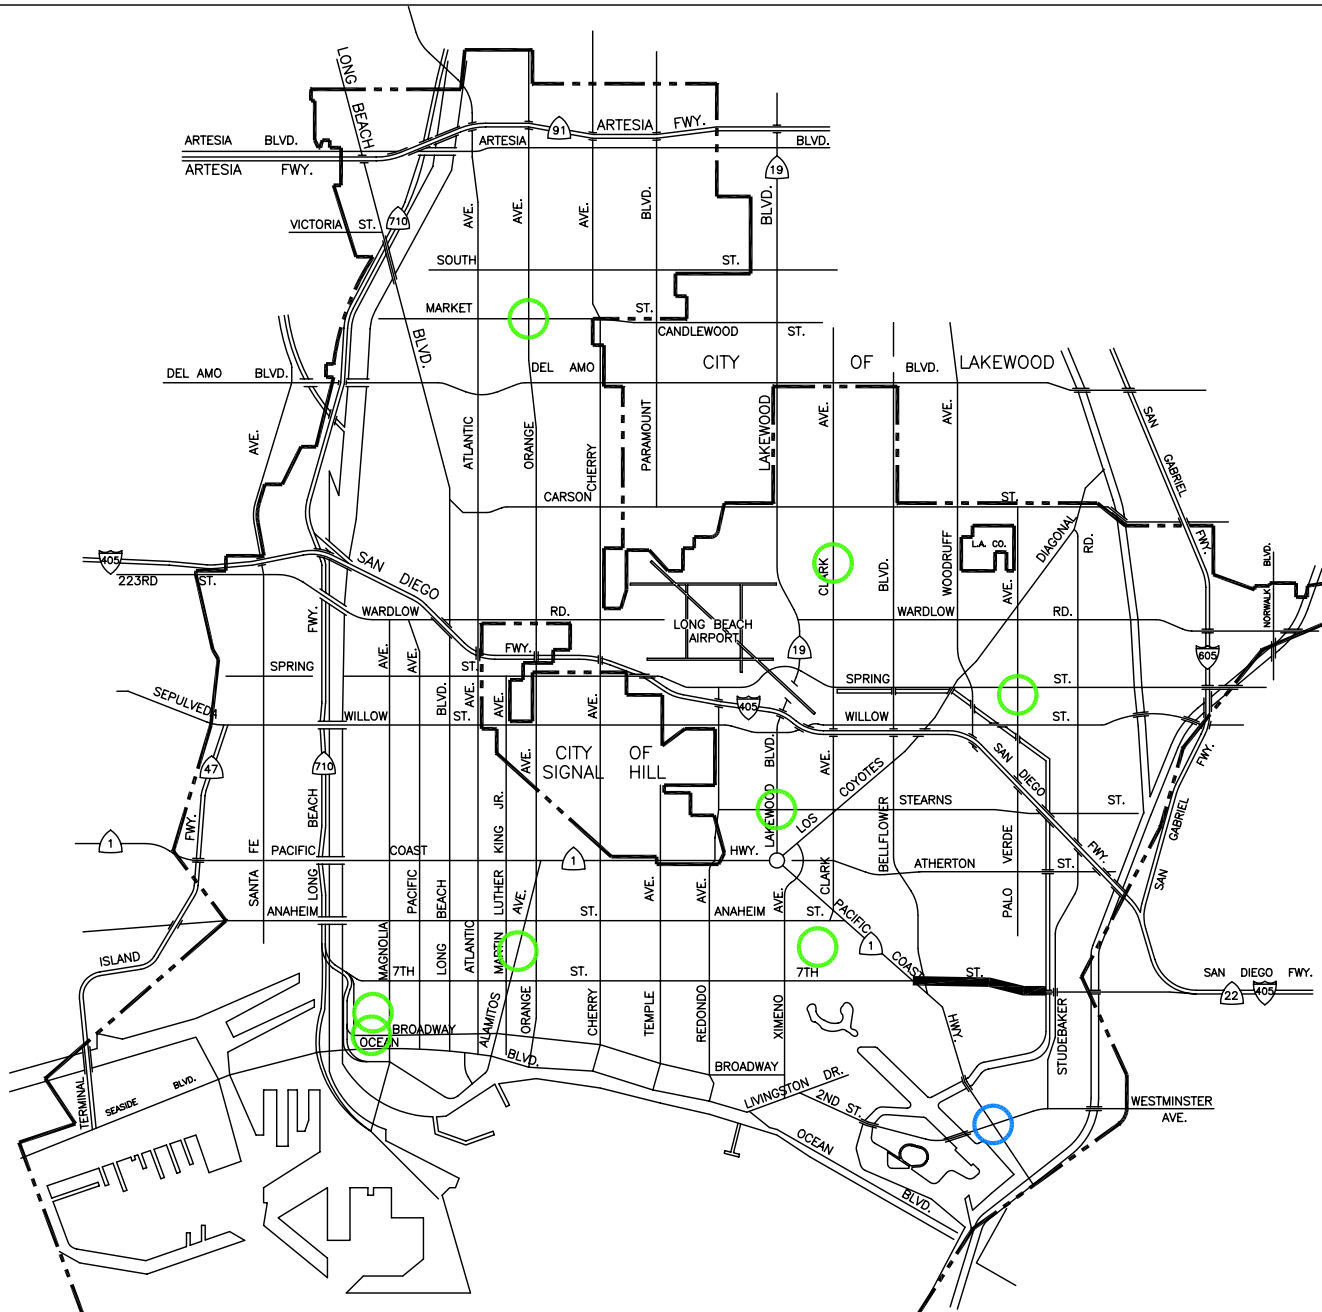 LONG BEACH
ARTESIA BLVD.
ARTESIA FWY.
91
ARTESIA FWY.
ARTESIA
BLVD.
19
BLVD.
VICTORIA ST.
710
AVE.
AVE.
AVE.
BLVD.
SOUTH ST.
MARKET ST.
CANDLEWOOD ST.
BLVD.
CITY OF LAKEWOOD
DEL AMO BLVD.
DEL AMO
BLVD.
AVE.
ATLANTIC
ORANGE
CHERRY
PARAMOUNT
LAKEWOOD
AVE.
AVE.
SAN GABRIEL FWY.
CARSON ST.
405
223RD ST.
SAN DIEGO
FWY.
L.A. CO.
DIAGONAL
RD.
CLARK
BLVD.
WOODRUFF
AVE.
NORWALK BLVD.
WARDLOW RD.
WARDLOW RD.
LONG BEACH
AIRPORT
FWY.
19
605
SPRING ST.
SPRING ST.
AVE.
AVE.
BLVD.
AVE.
AVE.
AVE.
SEPULVEDA
WILLOW ST.
405
WILLOW ST.
47
710
CITY OF
SIGNAL HILL
AVE.
BLVD.
AVE.
COYOTES
SAN DIEGO
FWY.
FWY.
LAKEWOOD
LOS
STEARNS ST.
BELLFLOWER
1
FWY.
SANTA FE
PACIFIC COAST
1
HWY.
LONG BEACH
PACIFIC
LONG BEACH
MARTIN LUTHER KING JR.
AVE.
AVE.
AVE.
AVE.
CLARK
ATHERTON ST.
PALO VERDE
SAN GABRIEL
ANAHEIM ST.
ANAHEIM ST.
PACIFIC
1
COAST
HWY.
ISLAND
MAGNOLIA
ATLANTIC
7TH ST.
7TH ST.
SAN DIEGO FWY.
22
405
ALAMITOS
ORANGE
CHERRY
TEMPLE
REDONDO
XIMENO
STUDEBAKER
BROADWAY
OCEAN
BLVD.
BROADWAY
LIVINGSTON DR.
2ND ST.
TERMINAL
SEASIDE BLVD.
OCEAN
BLVD.
WESTMINSTER
AVE.